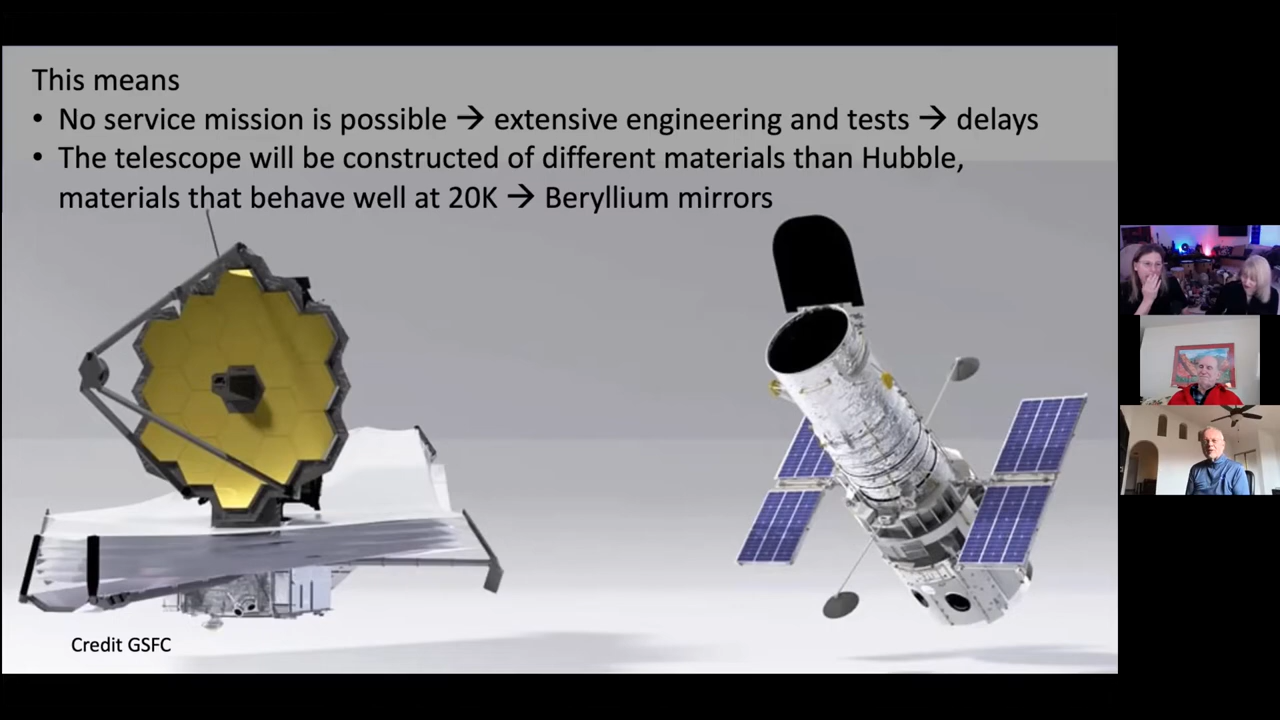 This means
• No service mission is possible → extensive engineering and tests → delays
• The telescope will be constructed of different materials than Hubble,
materials that behave well at 20K → Beryllium mirrors
Credit GSFC